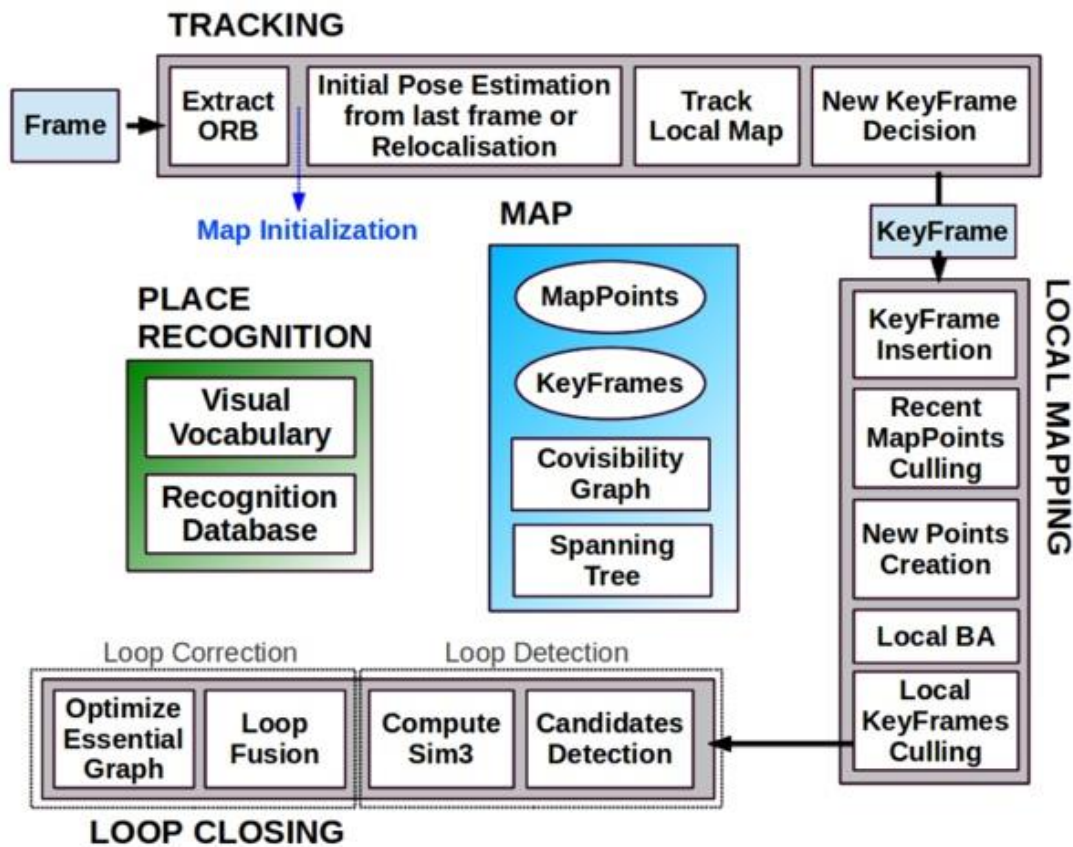 TRACKING
Frame
Extract
ORB
Initial Pose Estimation
from last frame or
Relocalisation
Track
Local Map
New KeyFrame
Decision
Map Initialization
MAP
KeyFrame
PLACE
RECOGNITION
Visual
Vocabulary
Recognition
Database
MapPoints
KeyFrames
Covisibility
Graph
Spanning
Tree
LOCAL MAPPING
KeyFrame
Insertion
Recent
MapPoints
Culling
New Points
Creation
Local BA
Local
KeyFrames
Culling
Loop Correction
Loop Detection
Optimize
Essential
Graph
Loop
Fusion
Compute
Sim3
Candidates
Detection
LOOP CLOSING